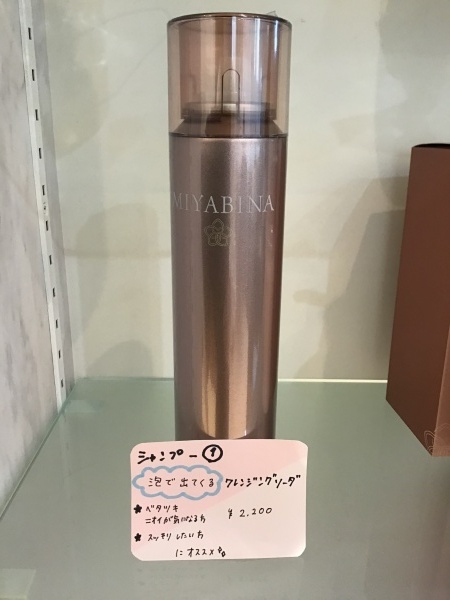 MIYABINA
シャンプー①
泡で出てくる クレンジングソーダ
★ ベタツキ
ニオイが気になる方
¥2,200
★ スッキリしたい方
にオススメ